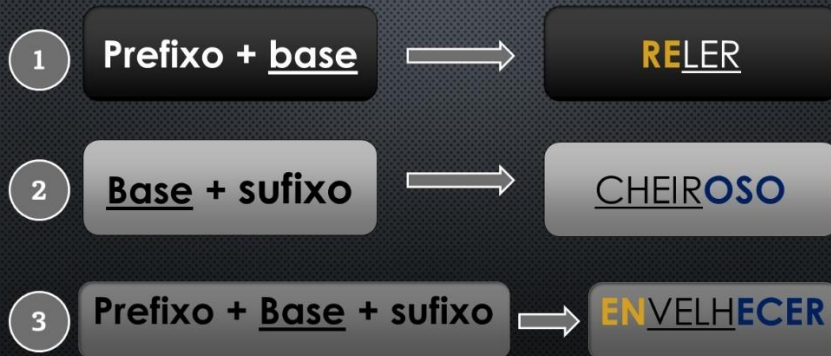 1 Prefixo + base RELER
2 Base + sufixo CHEIROSO
3 Prefixo + Base + sufixo ENVELHECER